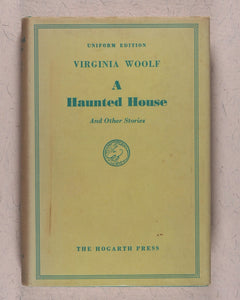 UNIFORM EDITION
VIRGINIA WOOLF
A
Haunted House
And Other Stories
THE HOGARTH PRESS